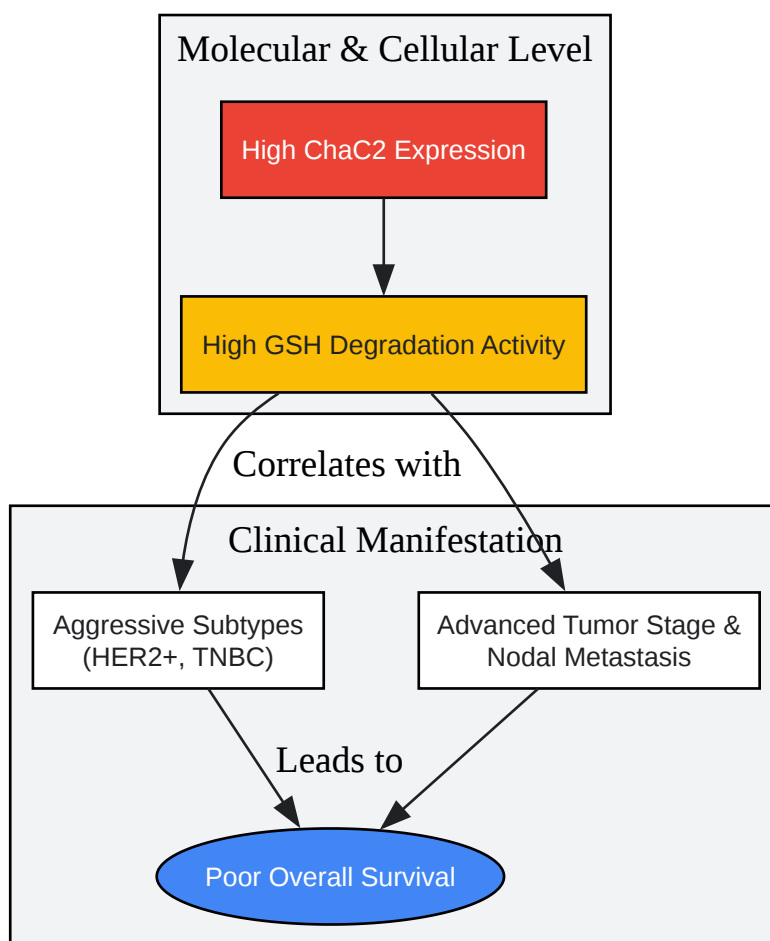 Molecular & Cellular Level
High ChaC2 Expression
High GSH Degradation Activity
Correlates with
Clinical Manifestation
Aggressive Subtypes
(HER2+, TNBC)
Advanced Tumor Stage &
Nodal Metastasis
Leads to
Poor Overall Survival